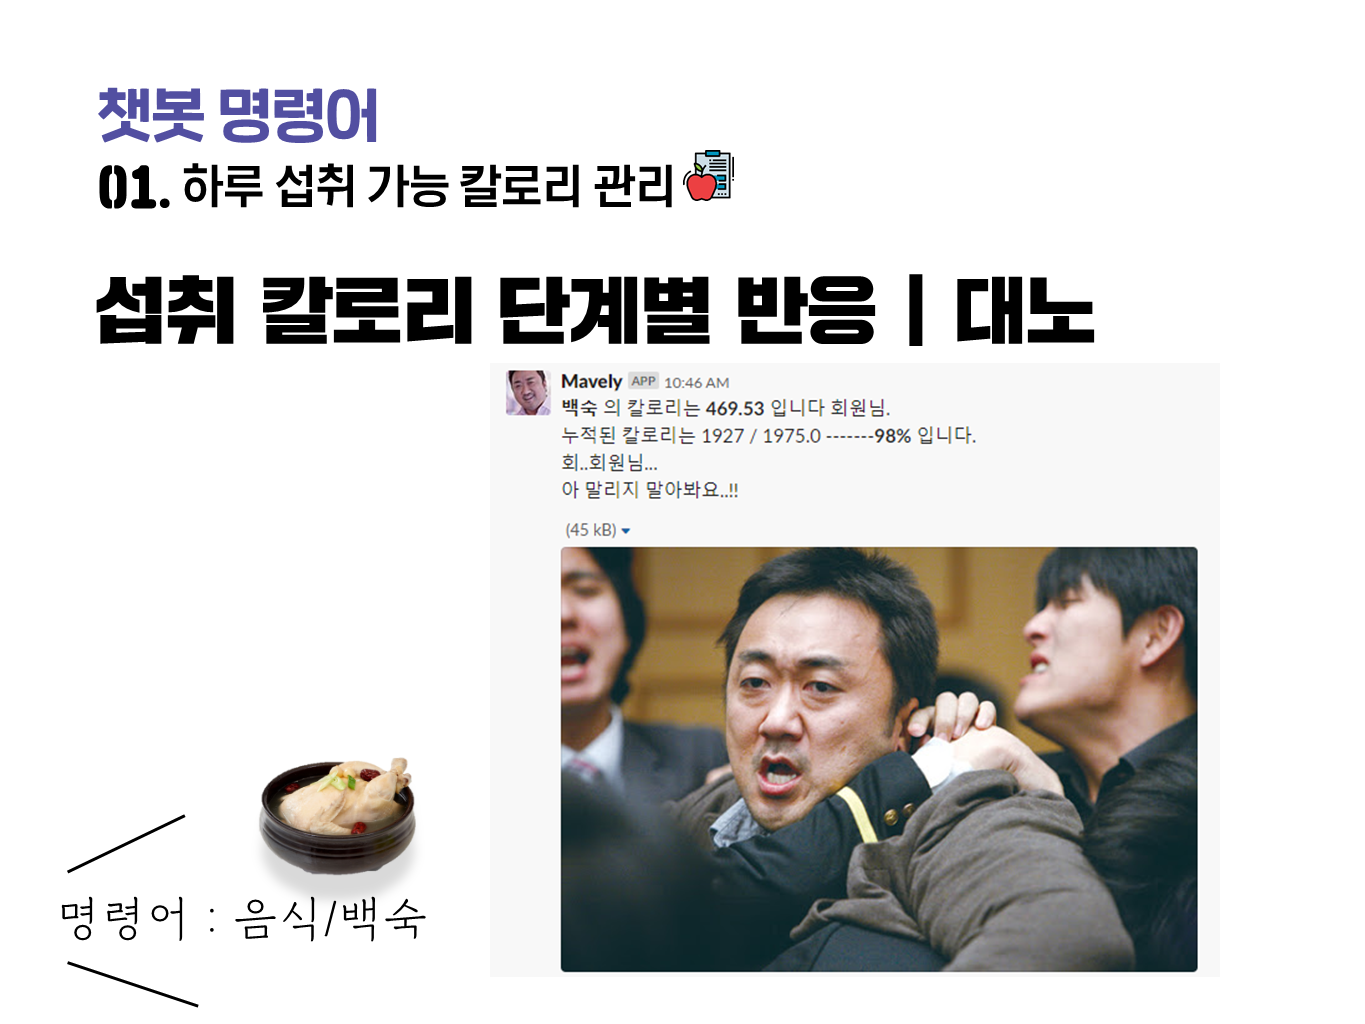 챗봇 명령어
01. 하루 섭취 가능 칼로리 관리
섭취 칼로리 단계별 반응 | 대노
Mavely APP 10:46 AM
백숙 의 칼로리는 469.53 입니다 회원님.
누적된 칼로리는 1927 / 1975.0 -------98% 입니다.
회..회원님...
아 말리지 말아봐요..!!
(45 kB)
명령어 : 음식/백숙